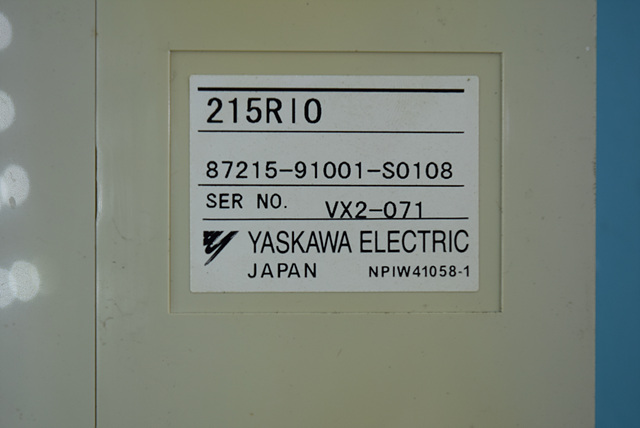 215RIO
87215-91001-S0108
SER NO. VX2-071
YASKAWA ELECTRIC
JAPAN NPIW41058-1